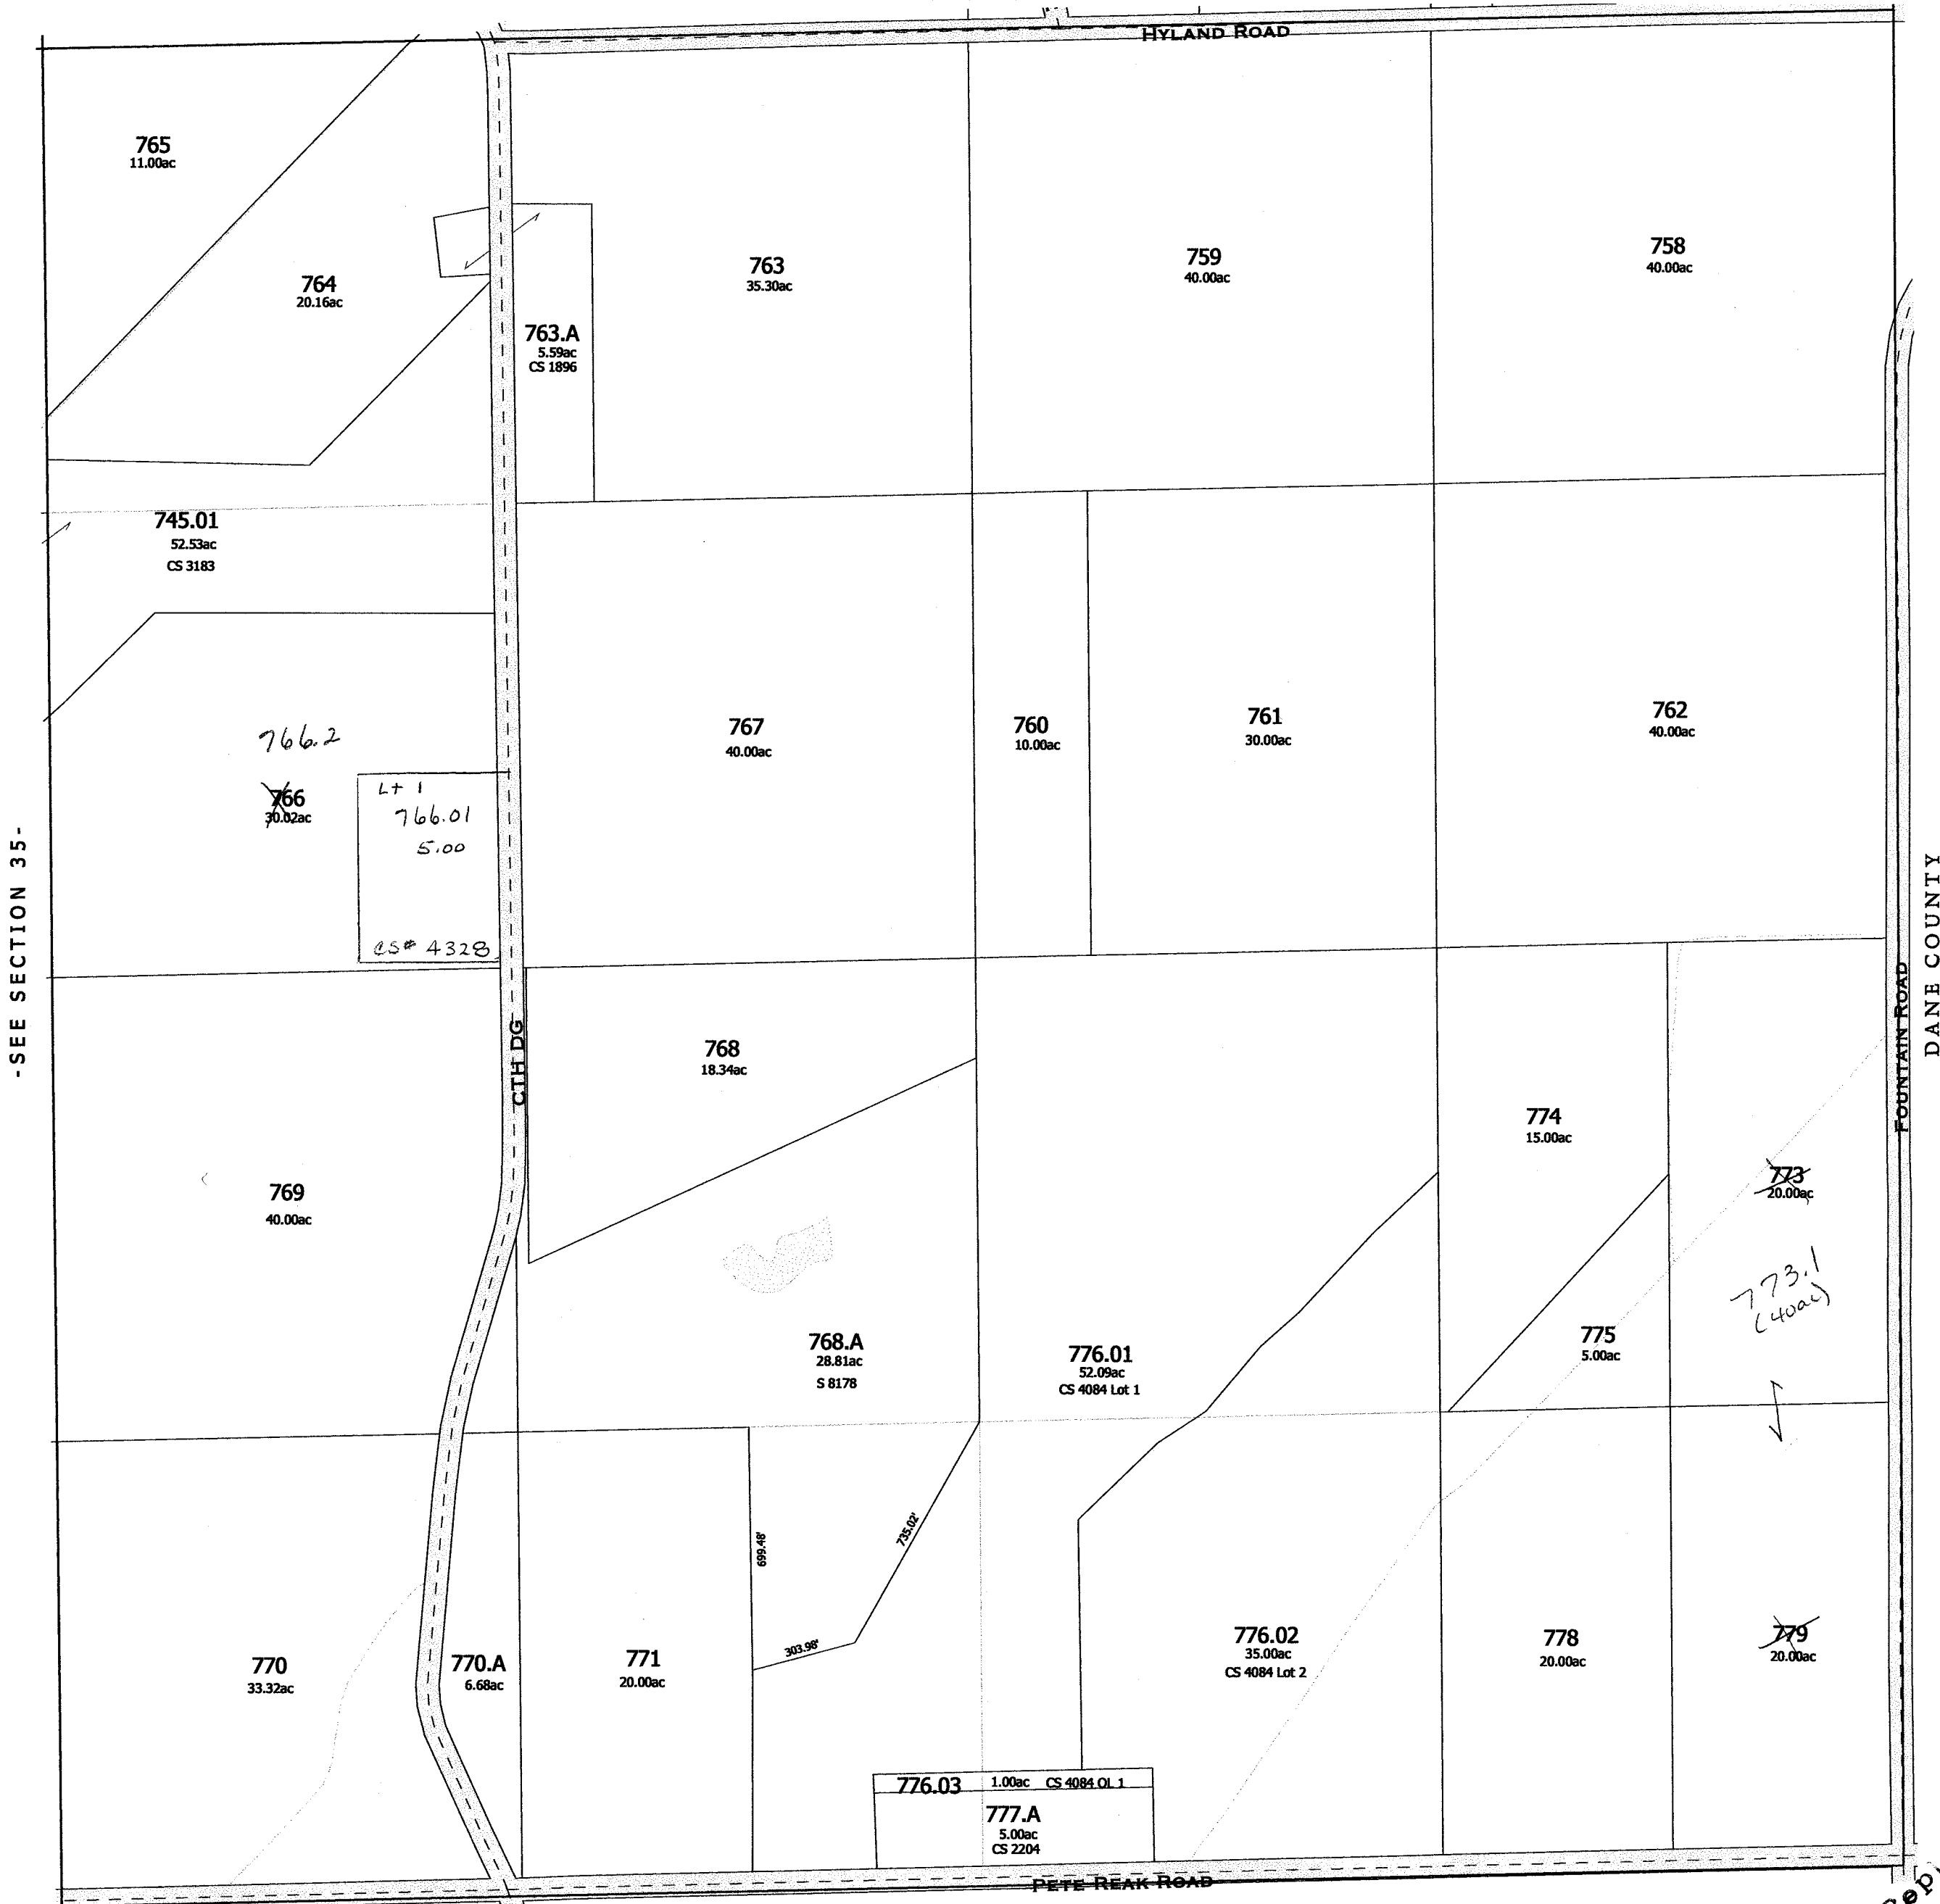 HYLAND ROAD
765
11.00ac
764
20.16ac
763.A
5.59ac
CS 1896
763
35.30ac
759
40.00ac
758
40.00ac
745.01
52.53ac
CS 3183
766.2
766
30.02ac
Lt 1
766.01
5.00
CS# 4328
767
40.00ac
760
10.00ac
761
30.00ac
762
40.00ac
-SEE SECTION 35-
DANE COUNTY
FOUNTAIN ROAD
CTH DG
768
18.34ac
769
40.00ac
774
15.00ac
773
20.00ac
773.1
(40ac)
775
5.00ac
768.A
28.81ac
S 8178
776.01
52.09ac
CS 4084 Lot 1
699.48'
735.02'
303.98'
770
33.32ac
770.A
6.68ac
771
20.00ac
776.02
35.00ac
CS 4084 Lot 2
778
20.00ac
779
20.00ac
776.03 1.00ac CS 4084 OL 1
777.A
5.00ac
CS 2204
PETE REAK ROAD